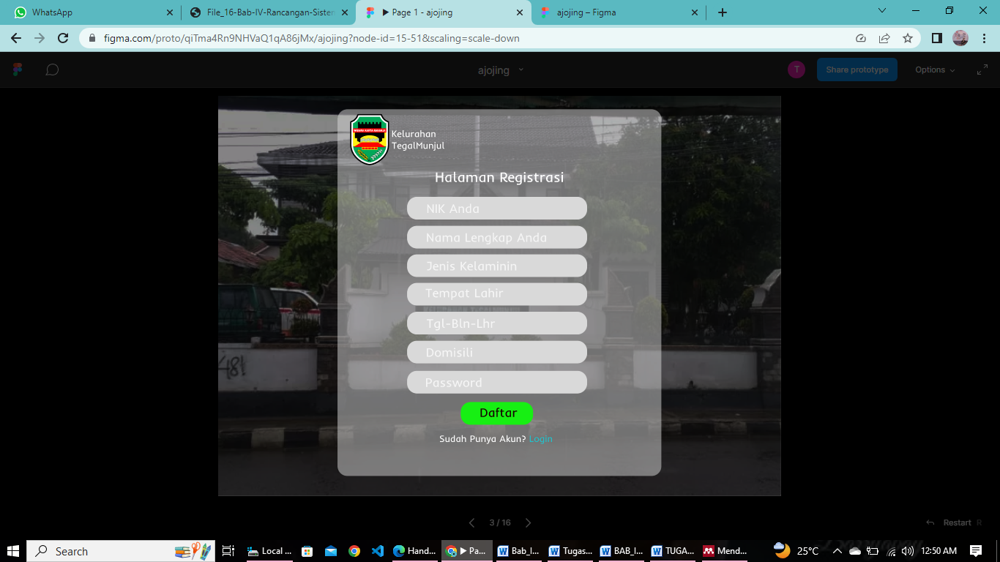 WhatsApp
File_16-Bab-IV-Rancangan-Sister
Page 1 - ajojing
ajojing – Figma
figma.com/proto/qiTma4Rn9NHVaQ1qA86jMx/ajojing?node-id=15-51&scaling=scale-down
ajojing
T
Share prototype
Options
Kelurahan
TegalMunjul
Halaman Registrasi
NIK Anda
Nama Lengkap Anda
Jenis Kelaminin
Tempat Lahir
Tgl-Bln-Lhr
Domisili
Password
Daftar
Sudah Punya Akun? Login
481
3 / 16
Restart R
Search
Local ...
Hand...
Pa...
Bab_I...
Tugas...
BAB_I...
TUGA...
Mend...
25°C
12:50 AM